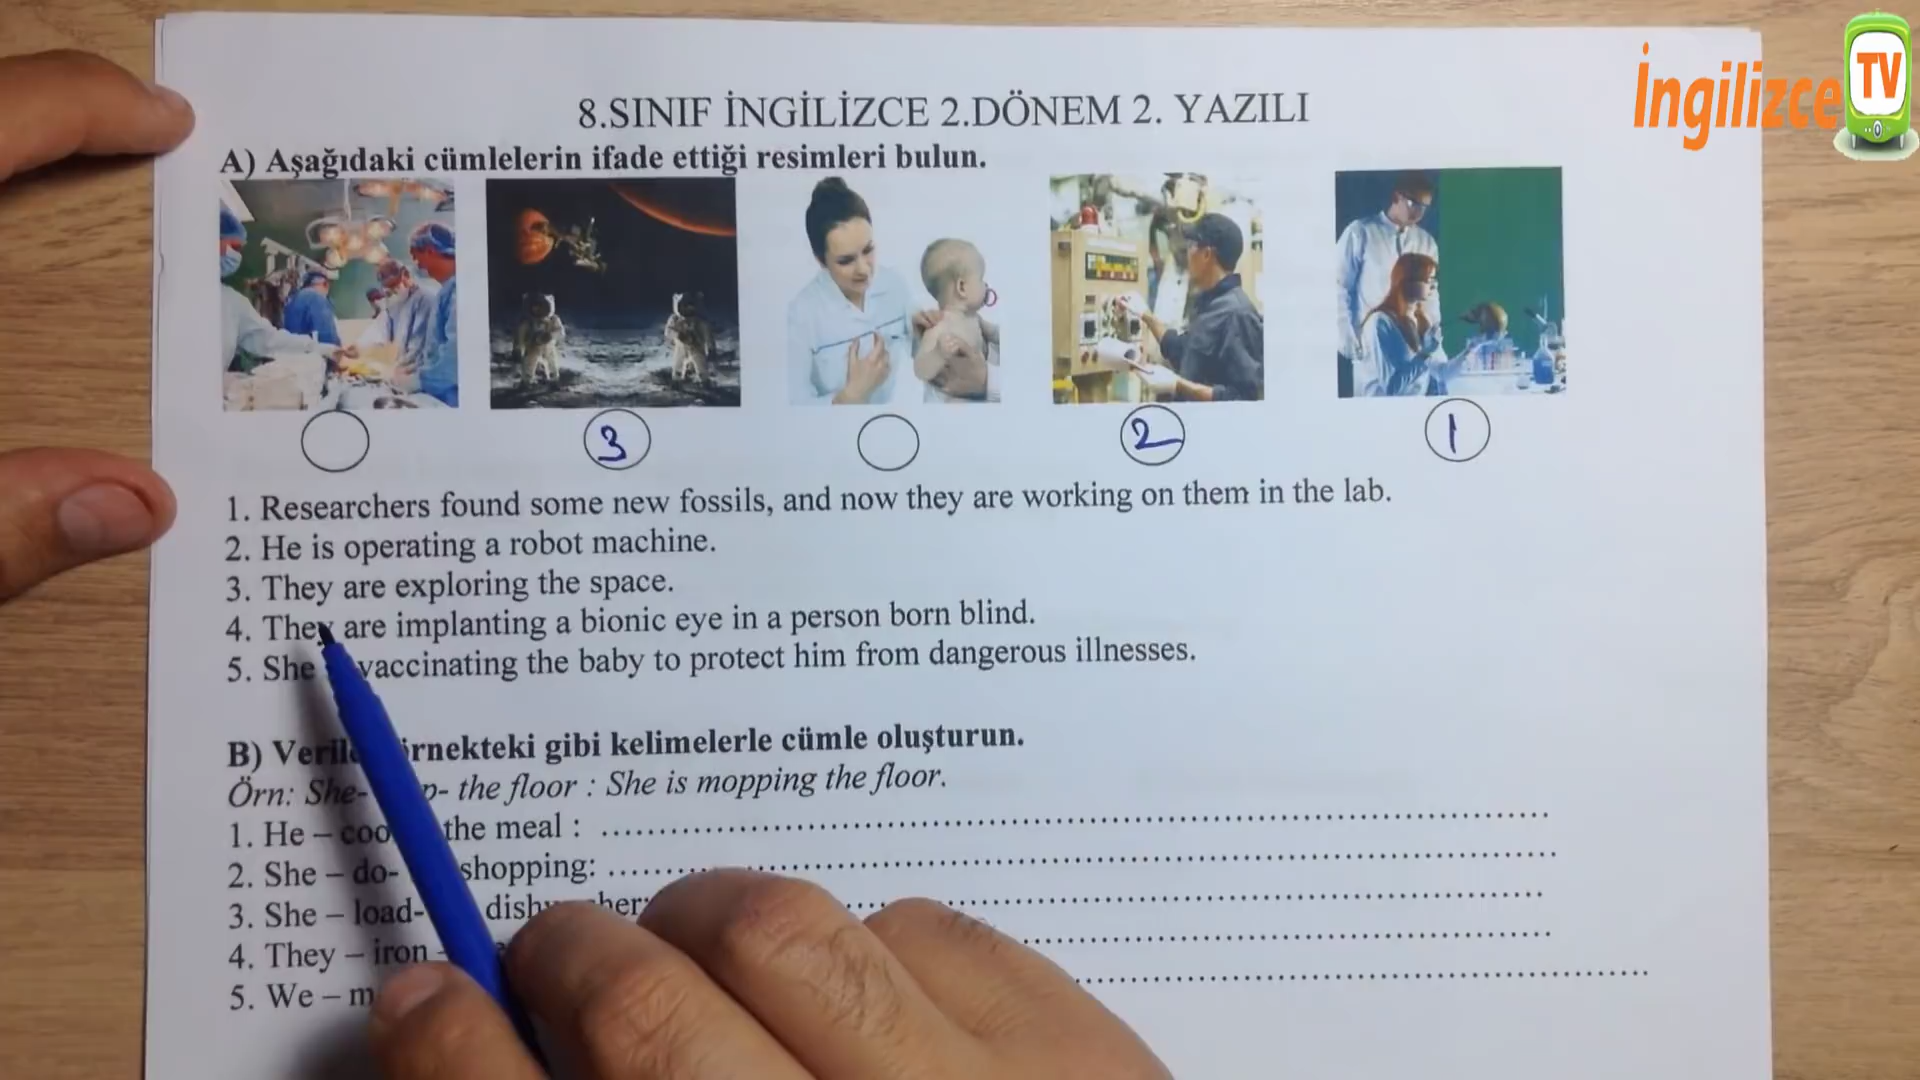 İngilizce TV
8.SINIF İNGİLİZCE 2.DÖNEM 2. YAZILI
A) Aşağıdaki cümlelerin ifade ettiği resimleri bulun.
3 2 1
1. Researchers found some new fossils, and now they are working on them in the lab.
2. He is operating a robot machine.
3. They are exploring the space.
4. They are implanting a bionic eye in a person born blind.
5. She vaccinating the baby to protect him from dangerous illnesses.
B) gibi kelimelerle cümle oluşturun.
Örn: She- - the floor : She is mopping the floor.
1. He – the meal : ..........
2. She – do- shopping: ..........
3. She – load- ..........
4. They – iron ..........
5. We – ..........